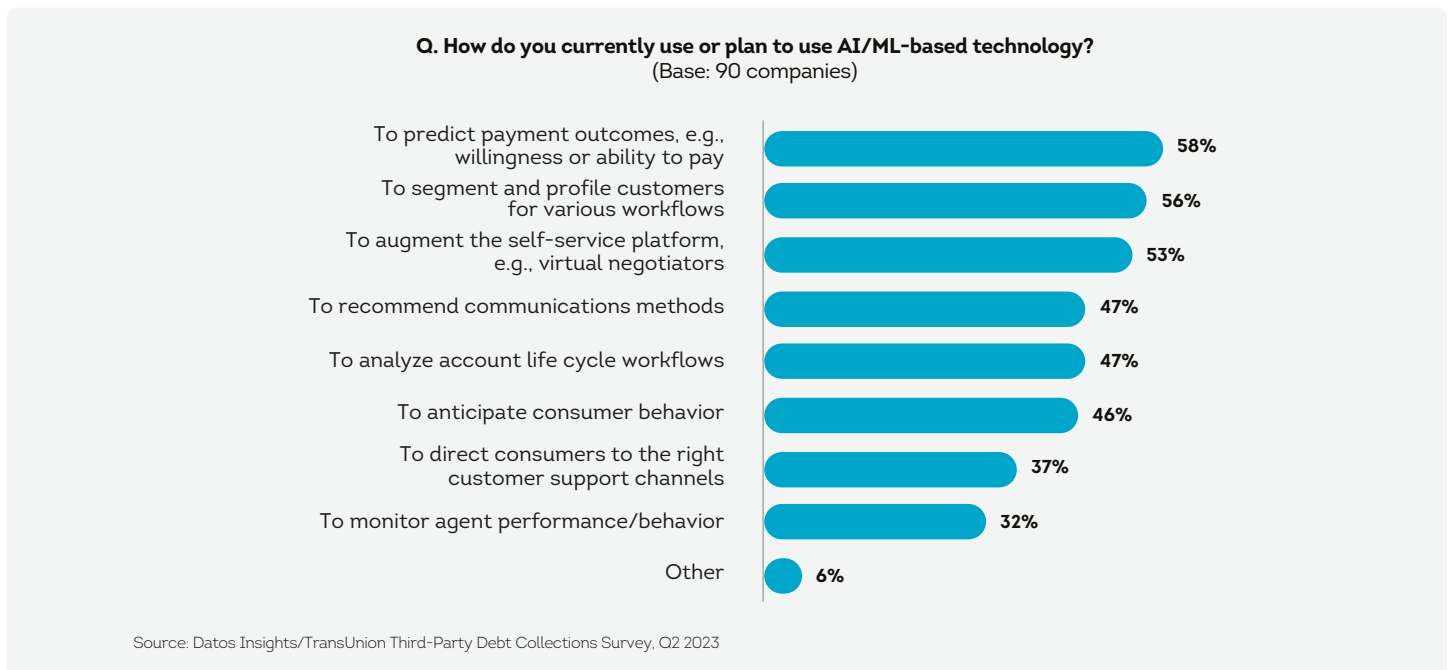 Q. How do you currently use or plan to use AI/ML-based technology?
(Base: 90 companies)
To predict payment outcomes, e.g.,
willingness or ability to pay
58%
To segment and profile customers
for various workflows
56%
To augment the self-service platform,
e.g., virtual negotiators
53%
To recommend communications methods
47%
To analyze account life cycle workflows
47%
To anticipate consumer behavior
46%
To direct consumers to the right
customer support channels
37%
To monitor agent performance/behavior
32%
Other
6%
Source: Datos Insights/TransUnion Third-Party Debt Collections Survey, Q2 2023